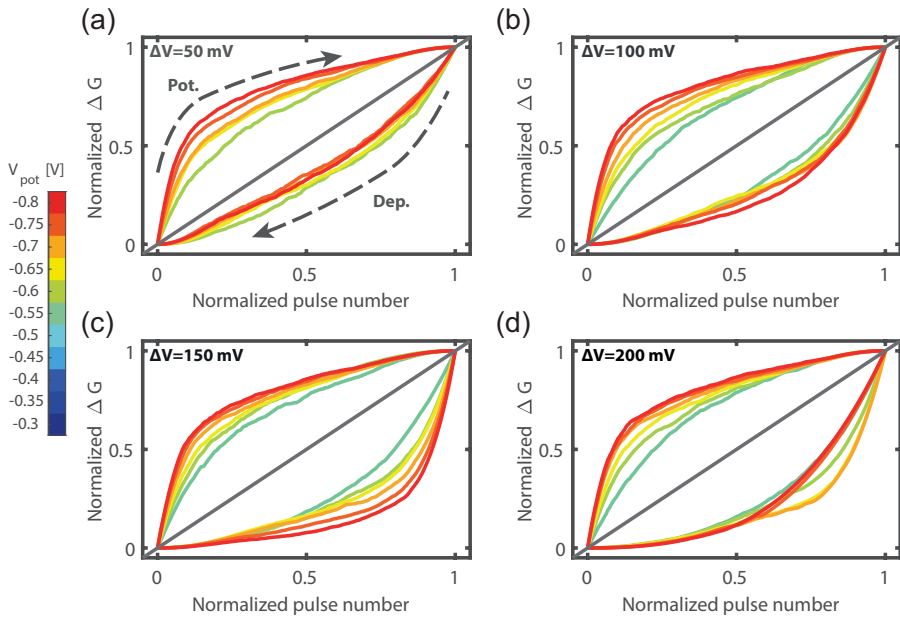 (a)
(b)
ΔV=50 mV
ΔV=100 mV
Pot.
Dep.
Normalized Δ G
Normalized Δ G
1
0.5
0
1
0.5
0
0
0.5
1
0
0.5
1
Normalized pulse number
Normalized pulse number
V_pot [V]
-0.8
-0.75
-0.7
-0.65
-0.6
-0.55
-0.5
-0.45
-0.4
-0.35
-0.3
(c)
(d)
ΔV=150 mV
ΔV=200 mV
Normalized Δ G
Normalized Δ G
1
0.5
0
1
0.5
0
0
0.5
1
0
0.5
1
Normalized pulse number
Normalized pulse number